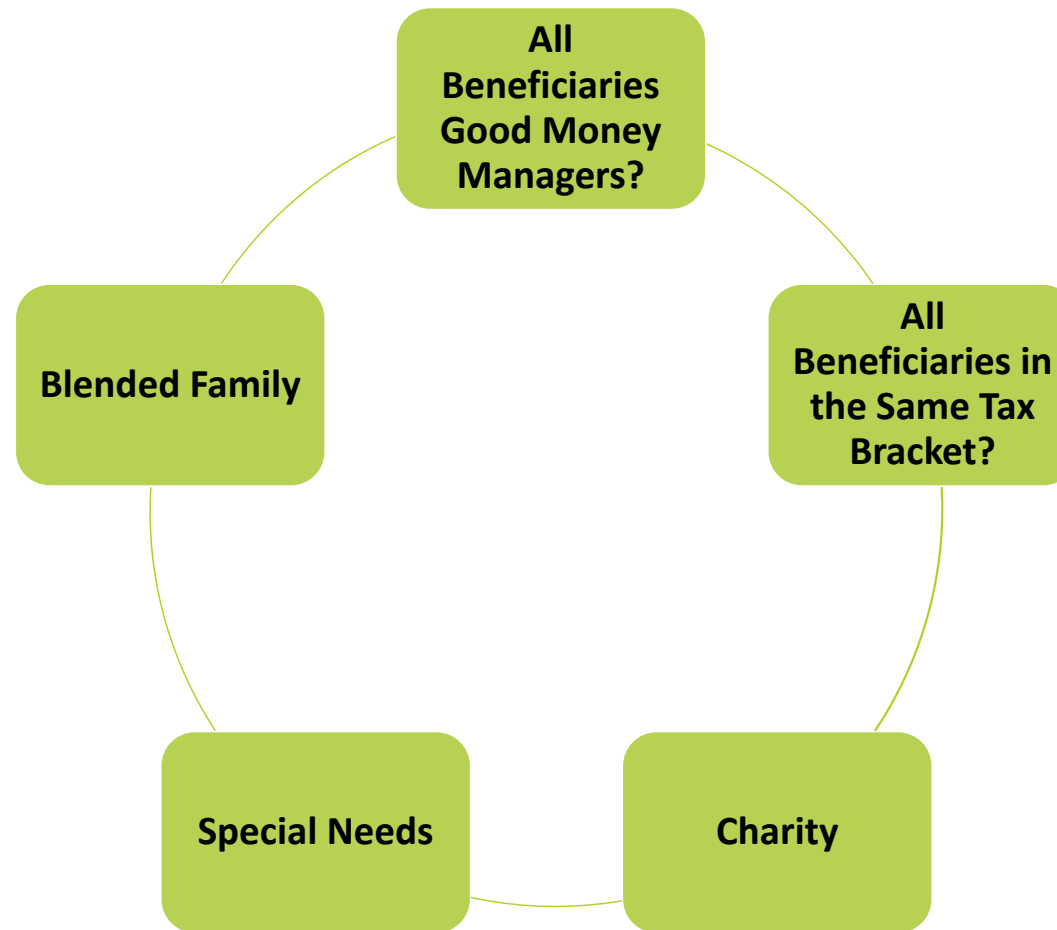 All
Beneficiaries
Good Money
Managers?
All
Beneficiaries in
the Same Tax
Bracket?
Charity
Special Needs
Blended Family